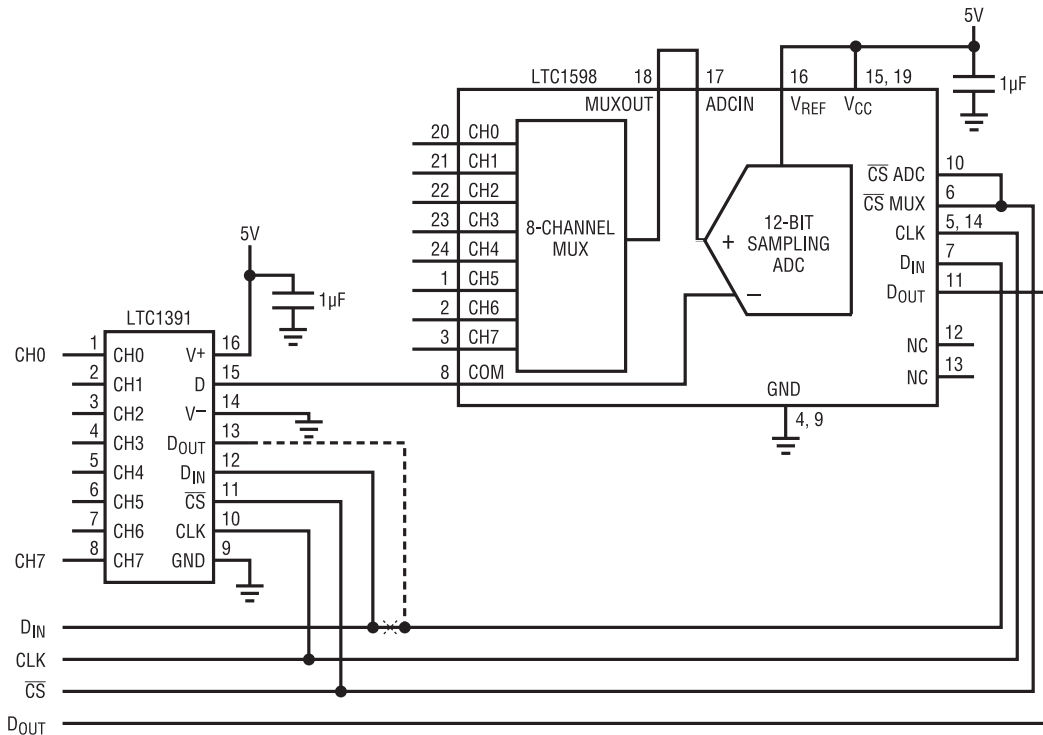 5V
LTC1598 18 17 16 15, 19
1µF
MUXOUT ADCIN VREF VCC
20 CH0
21 CH1
22 CH2
23 CH3
24 CH4
1 CH5
2 CH6
3 CH7
8 COM
8-CHANNEL
MUX
+
12-BIT
SAMPLING
ADC
−
C̅S̅ ADC 10
C̅S̅ MUX 6
CLK 5, 14
DIN 7
DOUT 11
NC 12
NC 13
GND
4, 9
5V
1µF
LTC1391
CH0 1 CH0 V+ 16
2 CH1 D 15
3 CH2 V− 14
4 CH3 DOUT 13
5 CH4 DIN 12
6 CH5 C̅S̅ 11
7 CH6 CLK 10
CH7 8 CH7 GND 9
DIN
CLK
C̅S̅
DOUT